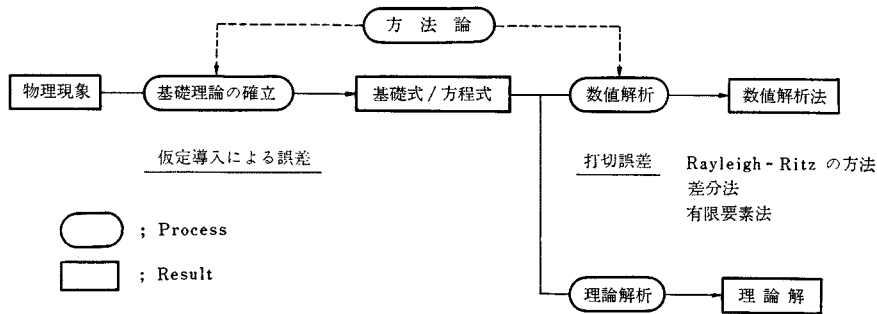 方 法 論
物理現象
基礎理論の確立
基礎式 / 方程式
数値解析
数値解析法
仮定導入による誤差
打切誤差
Rayleigh - Ritz の方法
差分法
有限要素法
; Process
; Result
理論解析
理 論 解